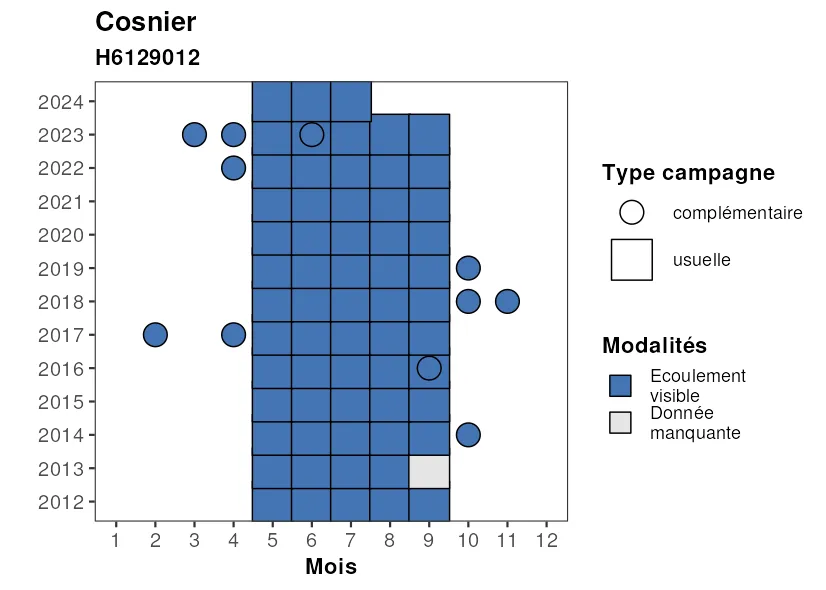 Cosnier
H6129012
2024
2023
2022
2021
2020
2019
2018
2017
2016
2015
2014
2013
2012
1 2 3 4 5 6 7 8 9 10 11 12
Mois
Type campagne
complémentaire
usuelle
Modalités
Ecoulement
visible
Donnée
manquante